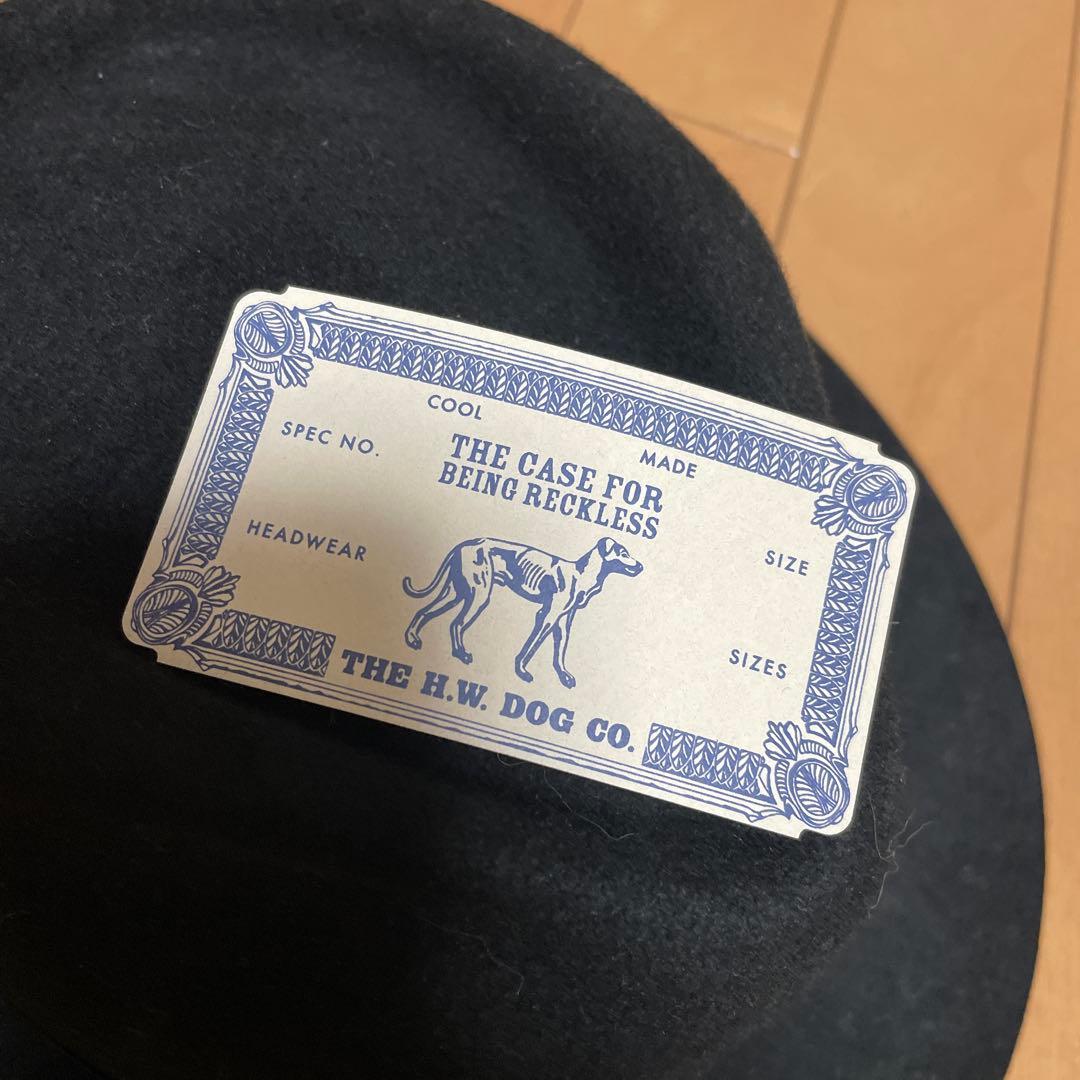 COOL
MADE
SPEC NO.
THE CASE FOR
BEING RECKLESS
HEADWEAR
SIZE
SIZES
THE H.W. DOG CO.